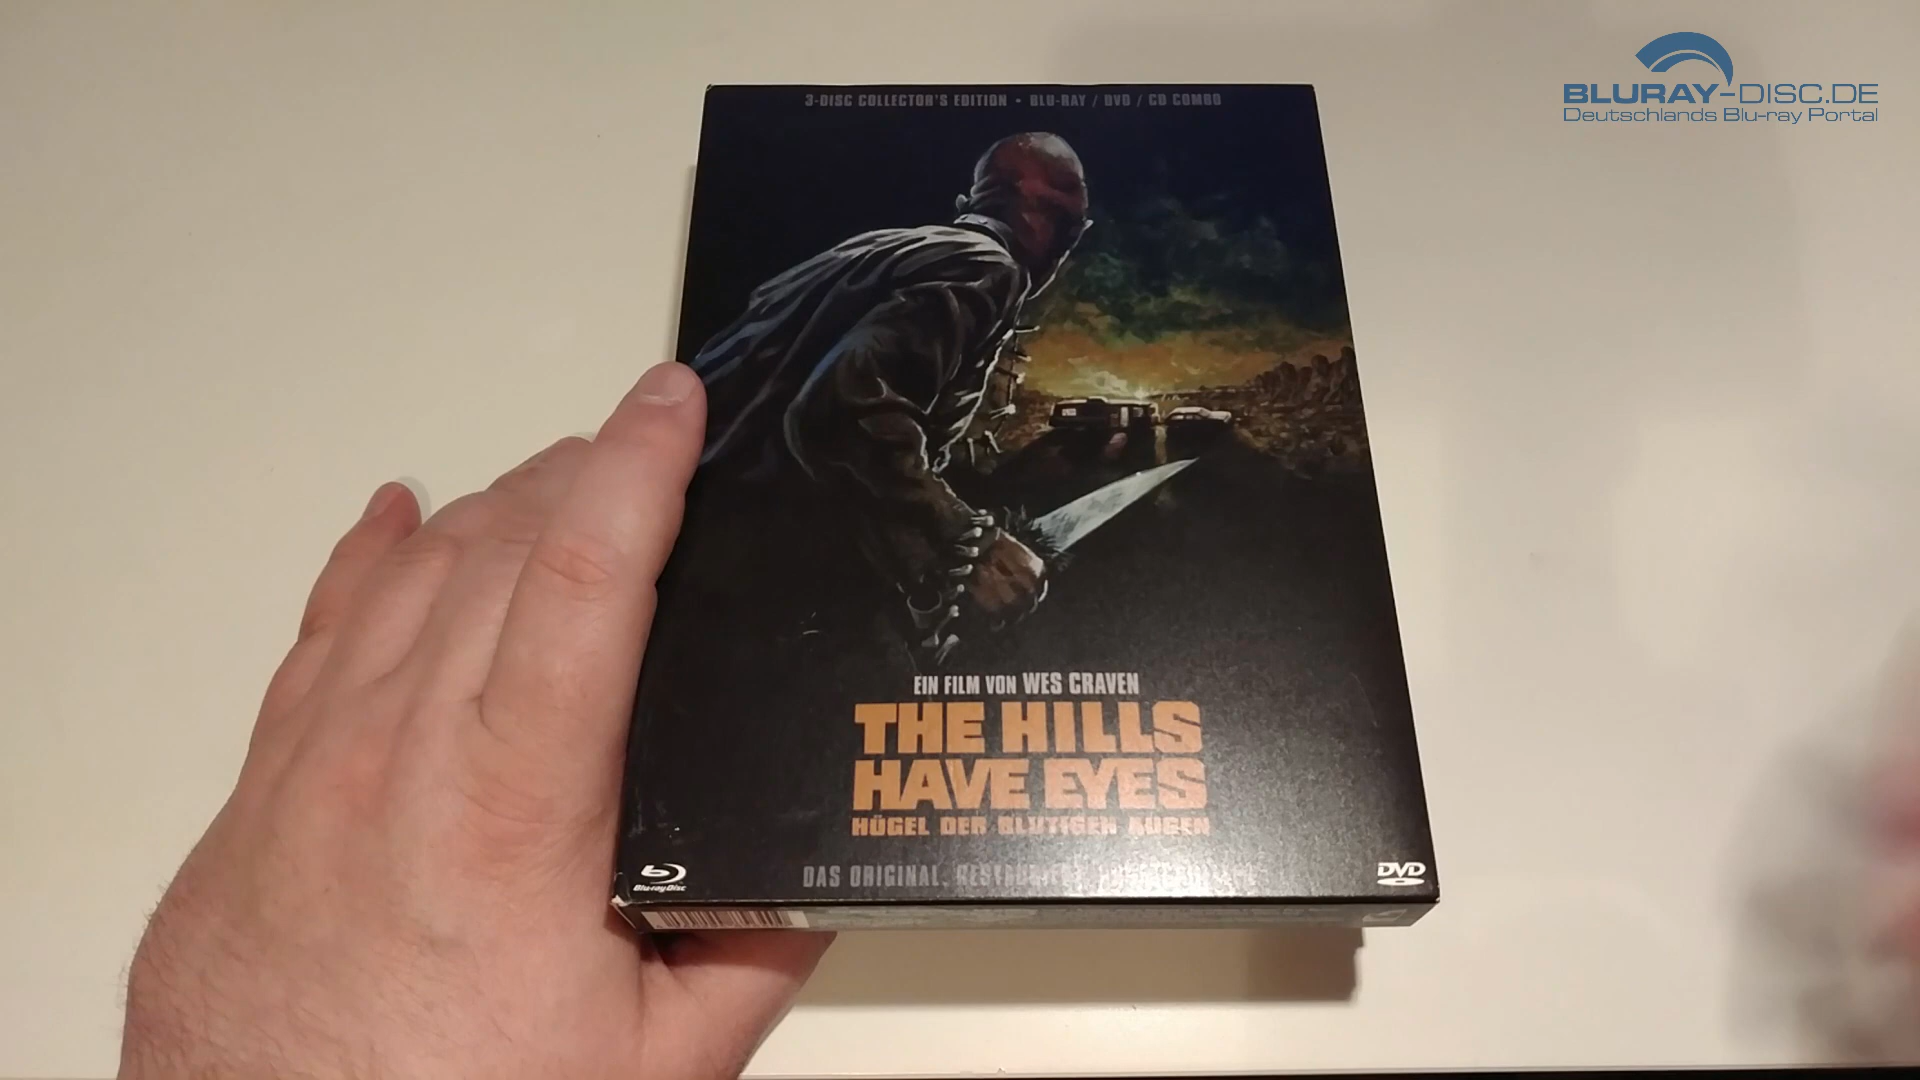 BLURAY-DISC.DE
Deutschlands Blu-ray Portal
3-DISC COLLECTOR'S EDITION • BLU-RAY / DVD / CD COMBO
EIN FILM VON WES CRAVEN
THE HILLS
HAVE EYES
HÜGEL DER BLUTIGEN AUGEN
DAS ORIGINAL.
Blu-ray Disc
DVD